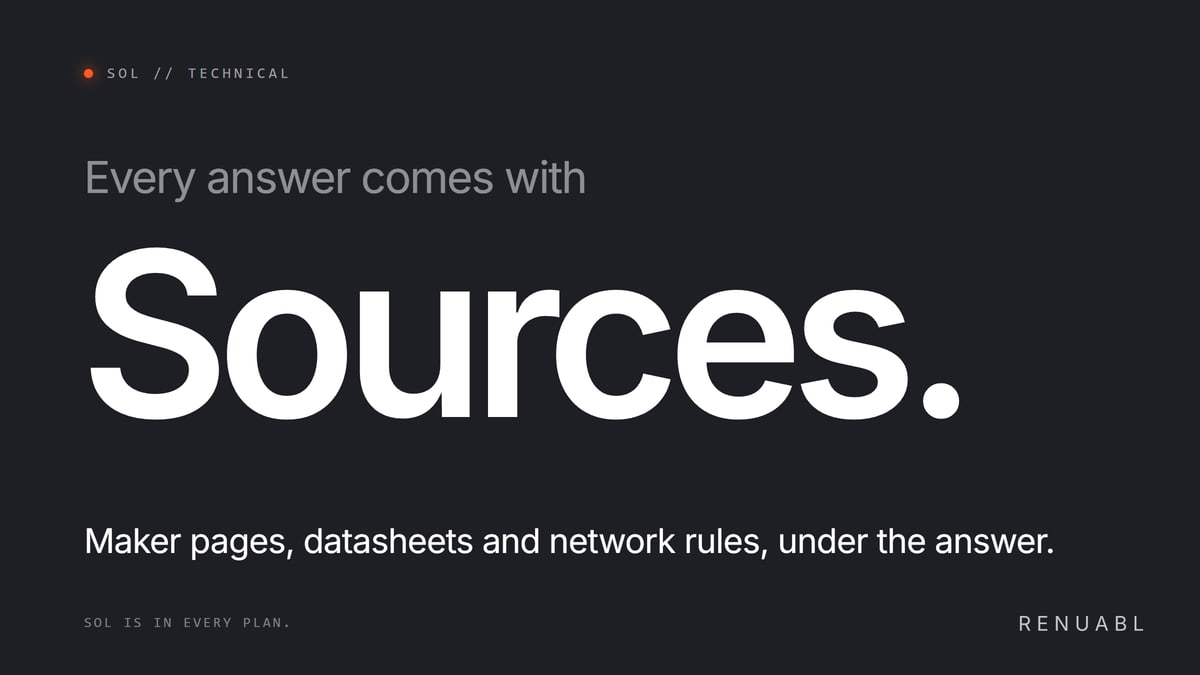 SOL // TECHNICAL
Every answer comes with
Sources.
Maker pages, datasheets and network rules, under the answer.
SOL IS IN EVERY PLAN.
RENUABL